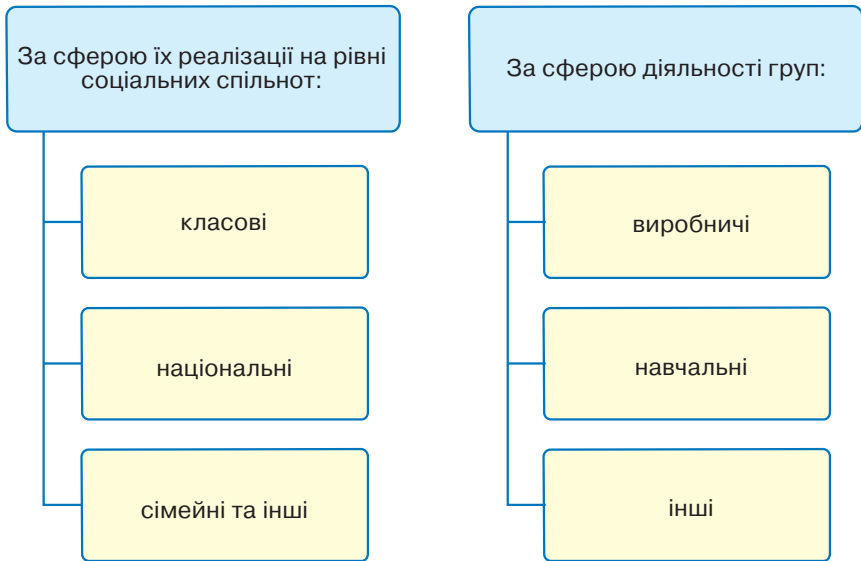 За сферою їх реалізації на рівні
соціальних спільнот:
класові
національні
сімейні та інші
За сферою діяльності груп:
виробничі
навчальні
інші